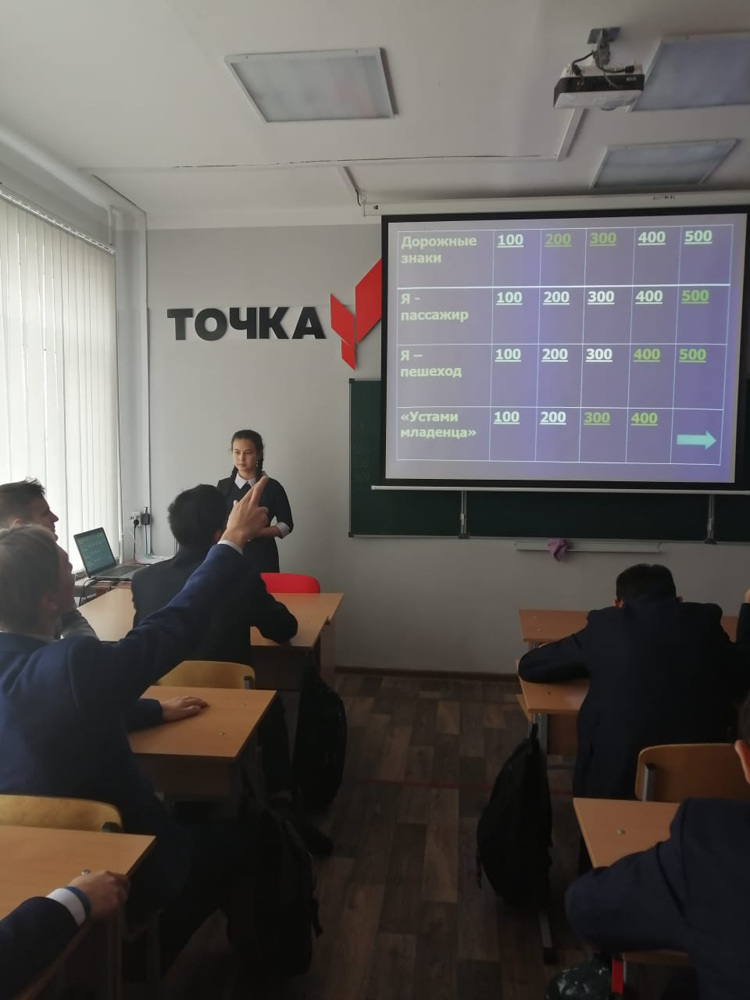 ТОЧКА
Дорожные знаки 100 200 300 400 500
Я - пассажир 100 200 300 400 500
Я – пешеход 100 200 300 400 500
«Устами младенца» 100 200 300 400